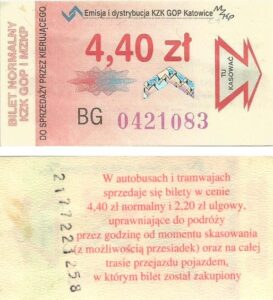 Emisja i dystrybucja KZK GOP Katowice
BILET NORMALNY
KZK GOP I MZKP
DO SPRZEDAŻY PRZEZ KIERUJĄCEGO
4,40 zł
TU
KASOWAĆ
BG 0421083
W autobusach i tramwajach
sprzedaje się bilety w cenie
4,40 zł normalny i 2,20 zł ulgowy,
uprawniające do podróży
przez godzinę od momentu skasowania
(z możliwością przesiadek) oraz na całej
trasie przejazdu pojazdem,
w którym bilet został zakupiony